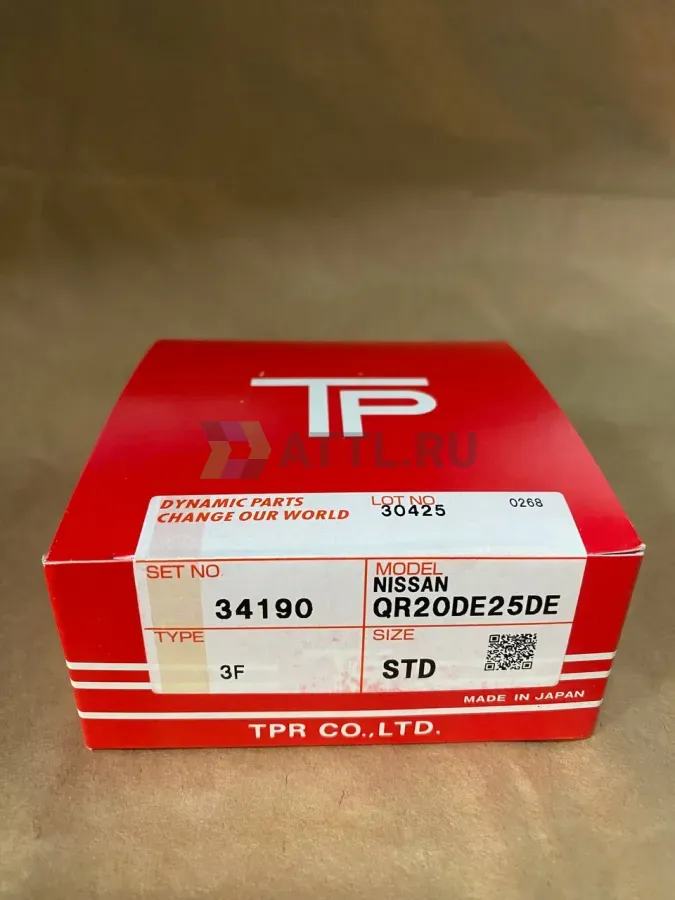 TP
ATTL.RU
DYNAMIC PARTS
CHANGE OUR WORLD
LOT NO
30425
0268
SET NO
34190
MODEL
NISSAN
QR20DE25DE
TYPE
3F
SIZE
STD
MADE IN JAPAN
TPR CO.,LTD.